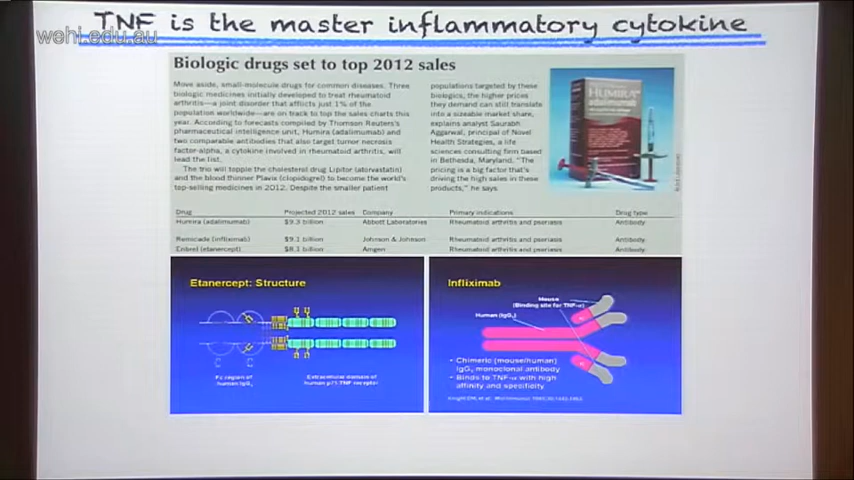 TNF is the master inflammatory cytokine
wehi.edu.au
Biologic drugs set to top 2012 sales
Move aside, small-molecule drugs for common diseases. Three
biologic medicines initially developed to treat rheumatoid
arthritis—a joint disorder that afflicts just 1% of the
population worldwide—are on track to top the sales charts this
year. According to forecasts compiled by Thomson Reuters's
pharmaceutical intelligence unit, Humira (adalimumab) and
two comparable antibodies that also target tumor necrosis
factor-alpha, a cytokine involved in rheumatoid arthritis, will
lead the list.
The trio will topple the cholesterol drug Lipitor (atorvastatin)
and the blood thinner Plavix (clopidogrel) to become the world's
top-selling medicines in 2012. Despite the smaller patient
populations targeted by these
biologics, the higher prices
they demand can still translate
into a sizeable market share,
explains analyst Saurabh
Aggarwal, principal of Novel
Health Strategies, a life
sciences consulting firm based
in Bethesda, Maryland. "The
pricing is a big factor that's
driving the high sales in these
products," he says.
HUMIRA
adalimumab
Drug Projected 2012 sales Company Primary indications Drug type
Humira (adalimumab) $9.3 billion Abbott Laboratories Rheumatoid arthritis and psoriasis Antibody
Remicade (infliximab) $9.1 billion Johnson & Johnson Rheumatoid arthritis and psoriasis Antibody
Enbrel (etanercept) $8.1 billion Amgen Rheumatoid arthritis and psoriasis Antibody
Etanercept: Structure
Fc region of
human IgG₁
Extracellular domain of
human p75 TNF receptor
Infliximab
Mouse
(Binding site for TNF-α)
Human (IgG₁)
• Chimeric (mouse/human)
IgG₁ monoclonal antibody
• Binds to TNF-α with high
affinity and specificity